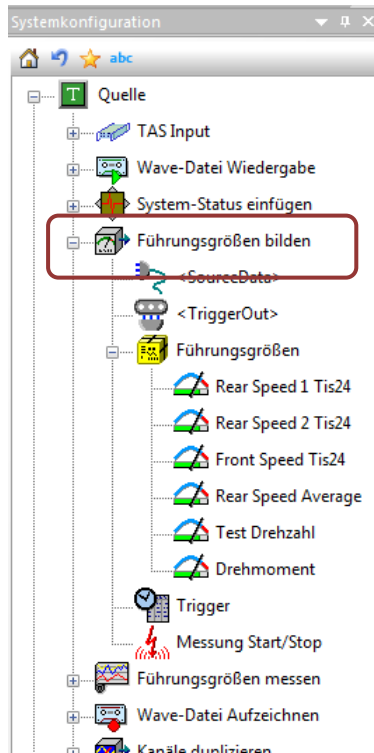 Systemkonfiguration
abc
T Quelle
TAS Input
Wave-Datei Wiedergabe
System-Status einfügen
Führungsgrößen bilden
<SourceData>
<TriggerOut>
Führungsgrößen
Rear Speed 1 Tis24
Rear Speed 2 Tis24
Front Speed Tis24
Rear Speed Average
Test Drehzahl
Drehmoment
Trigger
Messung Start/Stop
Führungsgrößen messen
Wave-Datei Aufzeichnen
Kanäle duplizieren